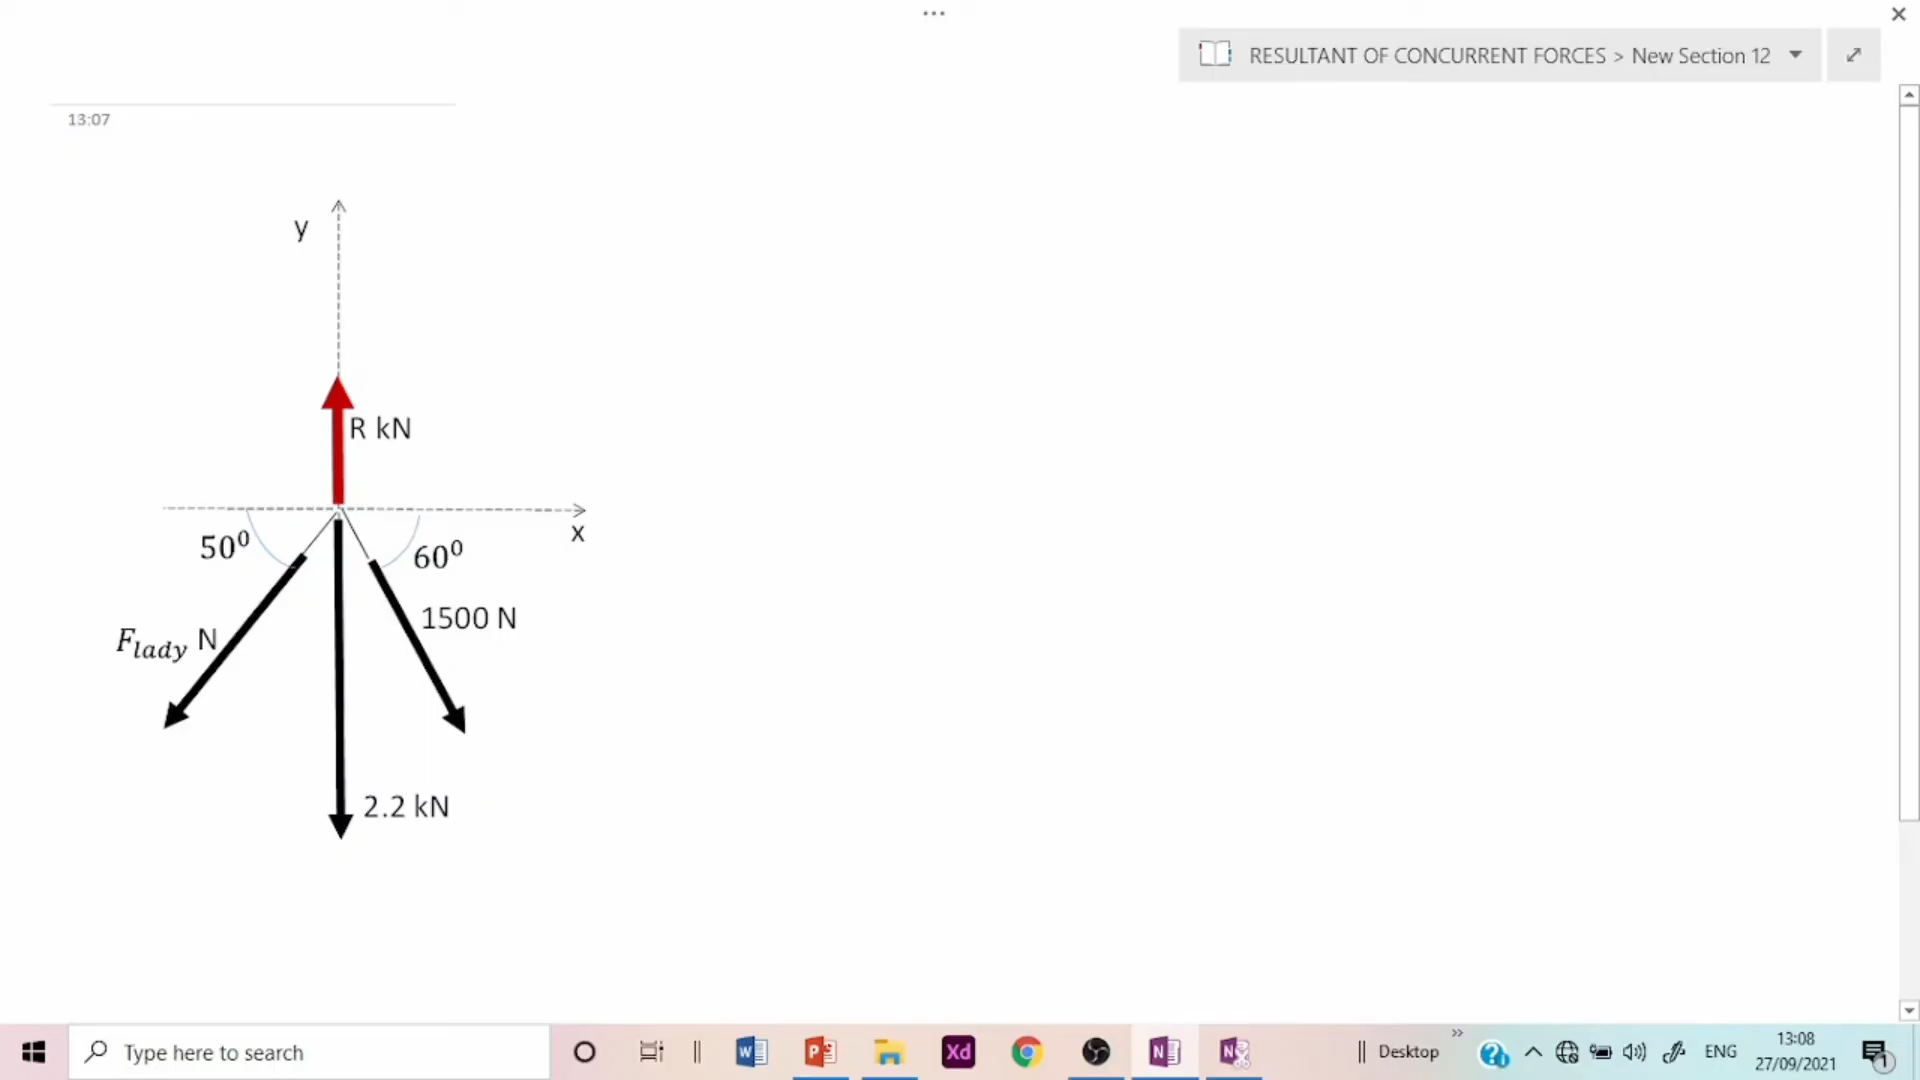 RESULTANT OF CONCURRENT FORCES > New Section 12
13:07
y
R kN
x
50⁰
60⁰
1500 N
F_lady N
2.2 kN
Type here to search
Desktop
ENG
13:08
27/09/2021
1